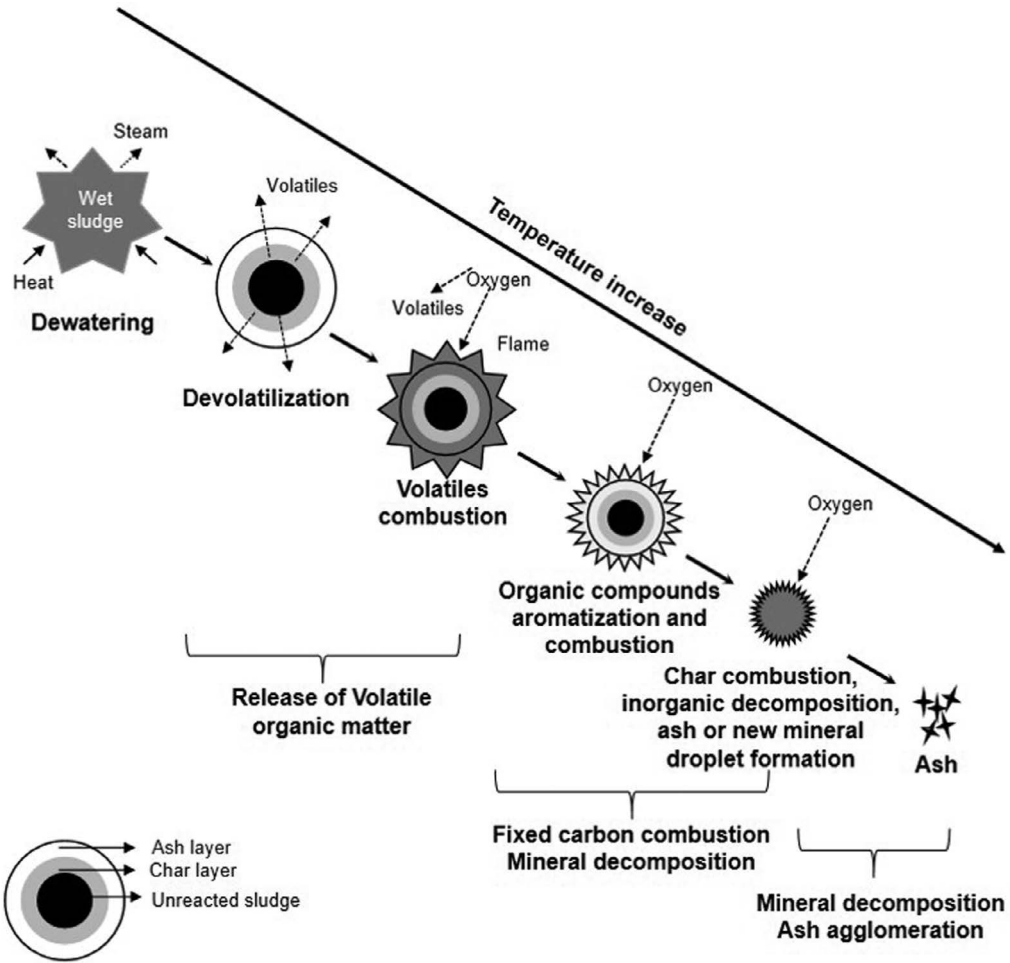 Steam
Wet
sludge
Heat
Dewatering
Volatiles
Devolatilization
Temperature increase
Oxygen
Volatiles
Flame
Volatiles
combustion
Oxygen
Organic compounds
aromatization and
combustion
Oxygen
Char combustion,
inorganic decomposition,
ash or new mineral
droplet formation
Ash
Release of Volatile
organic matter
Fixed carbon combustion
Mineral decomposition
Mineral decomposition
Ash agglomeration
Ash layer
Char layer
Unreacted sludge